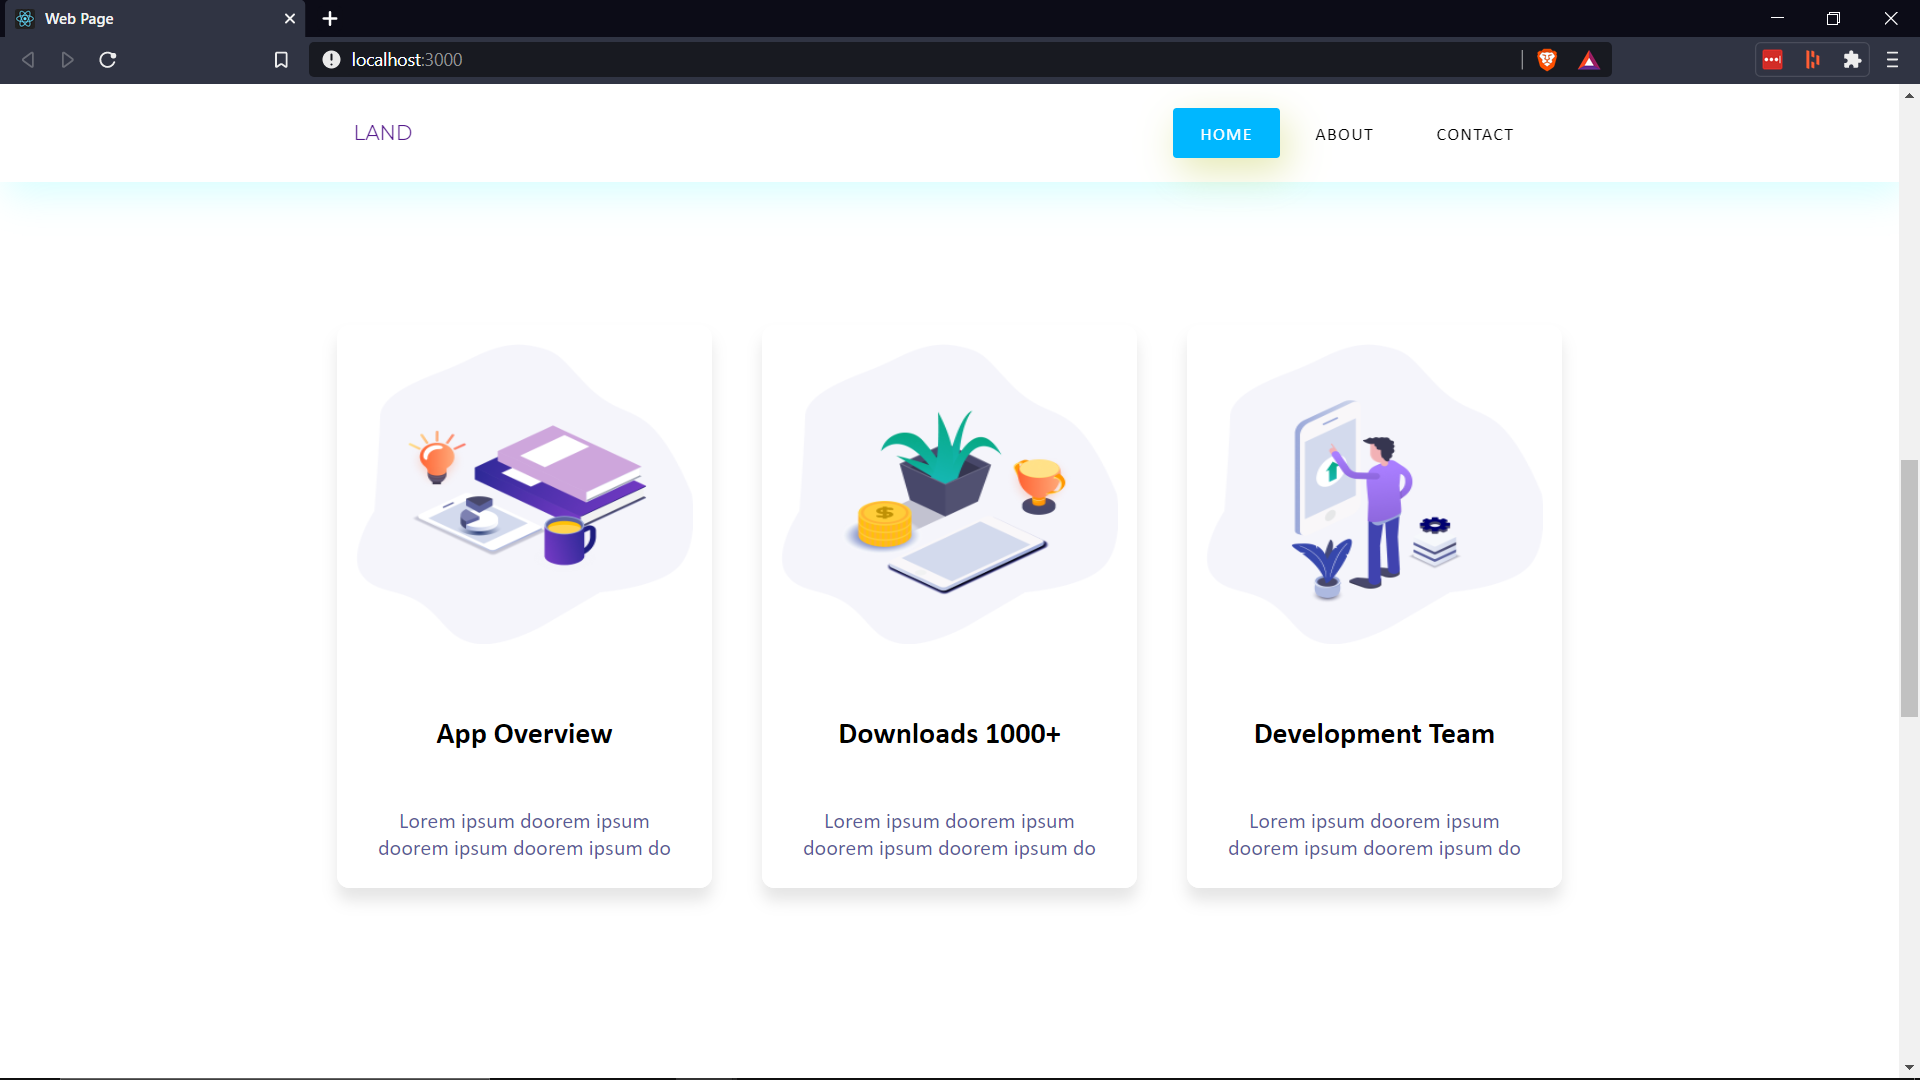 Web Page
localhost:3000
LAND
HOME ABOUT CONTACT
$
App Overview
Lorem ipsum doorem ipsum
doorem ipsum doorem ipsum do
Downloads 1000+
Lorem ipsum doorem ipsum
doorem ipsum doorem ipsum do
Development Team
Lorem ipsum doorem ipsum
doorem ipsum doorem ipsum do